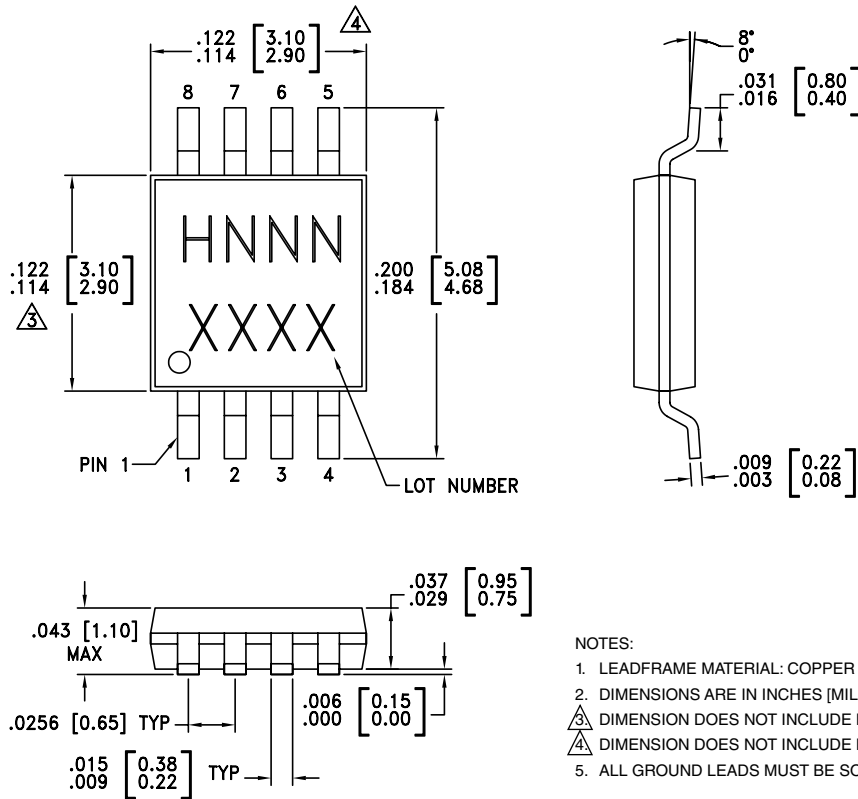 4
.122 [3.10]
.114 [2.90]
8 7 6 5
HNNN
XXXX
.122 [3.10]
.114 [2.90]
3
.200 [5.08]
.184 [4.68]
PIN 1
1 2 3 4
LOT NUMBER
8°
0°
.031 [0.80
.016 [0.40
.009 [0.22]
.003 [0.08]
.037 [0.95]
.029 [0.75]
.043 [1.10]
MAX
.0256 [0.65] TYP
.006 [0.15]
.000 [0.00]
.015 [0.38]
.009 [0.22] TYP
NOTES:
1. LEADFRAME MATERIAL: COPPER
2. DIMENSIONS ARE IN INCHES [MIL
3. DIMENSION DOES NOT INCLUDE
4. DIMENSION DOES NOT INCLUDE
5. ALL GROUND LEADS MUST BE SO